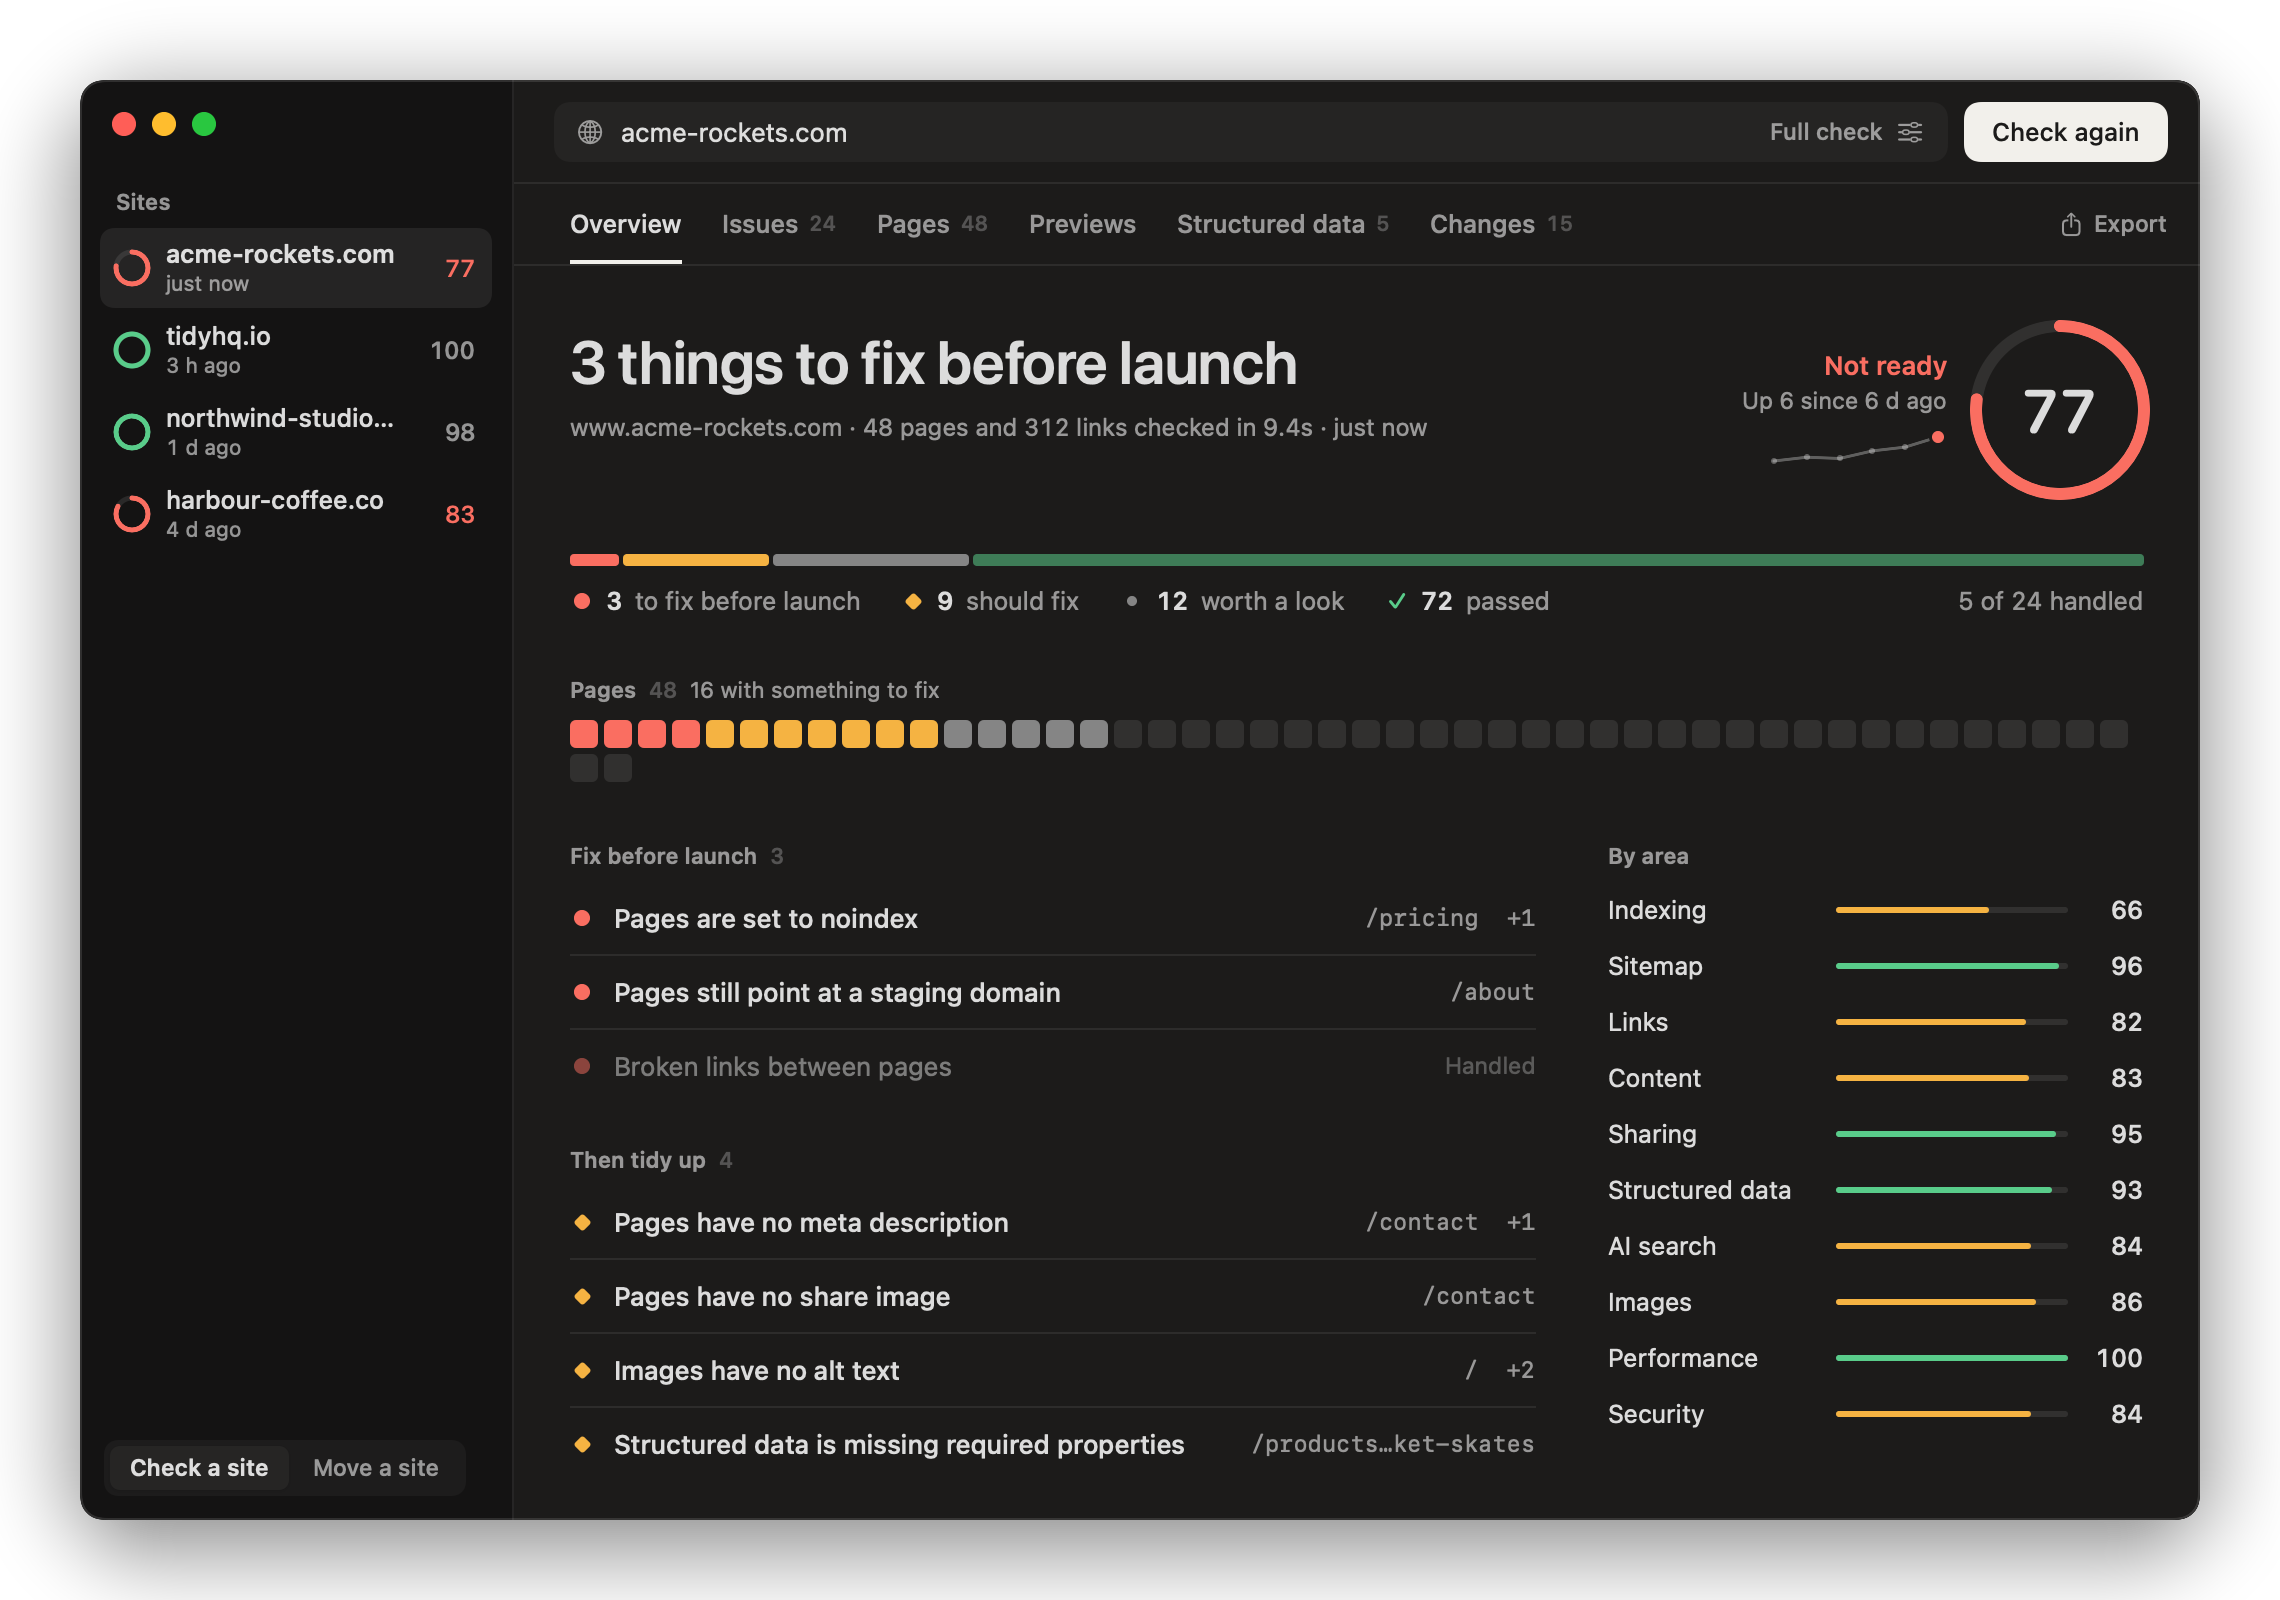 Sites
acme-rockets.com
just now
77
tidyhq.io
3 h ago
100
northwind-studio...
1 d ago
98
harbour-coffee.co
4 d ago
83
Check a site
Move a site
acme-rockets.com
Full check
Check again
Overview
Issues 24
Pages 48
Previews
Structured data 5
Changes 15
Export
3 things to fix before launch
www.acme-rockets.com · 48 pages and 312 links checked in 9.4s · just now
Not ready
Up 6 since 6 d ago
77
3 to fix before launch
9 should fix
12 worth a look
72 passed
5 of 24 handled
Pages 48 16 with something to fix
Fix before launch 3
Pages are set to noindex /pricing +1
Pages still point at a staging domain /about
Broken links between pages Handled
Then tidy up 4
Pages have no meta description /contact +1
Pages have no share image /contact
Images have no alt text / +2
Structured data is missing required properties /products…ket-skates
By area
Indexing 66
Sitemap 96
Links 82
Content 83
Sharing 95
Structured data 93
AI search 84
Images 86
Performance 100
Security 84